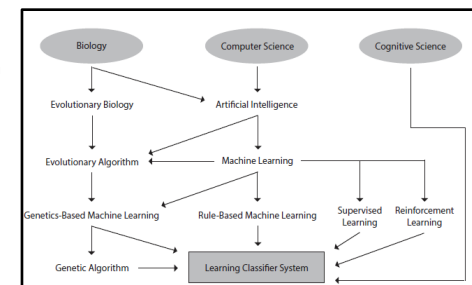 Biology
Computer Science
Cognitive Science
Evolutionary Biology
Artificial Intelligence
Evolutionary Algorithm
Machine Learning
Genetics-Based Machine Learning
Rule-Based Machine Learning
Supervised
Learning
Reinforcement
Learning
Genetic Algorithm
Learning Classifier System